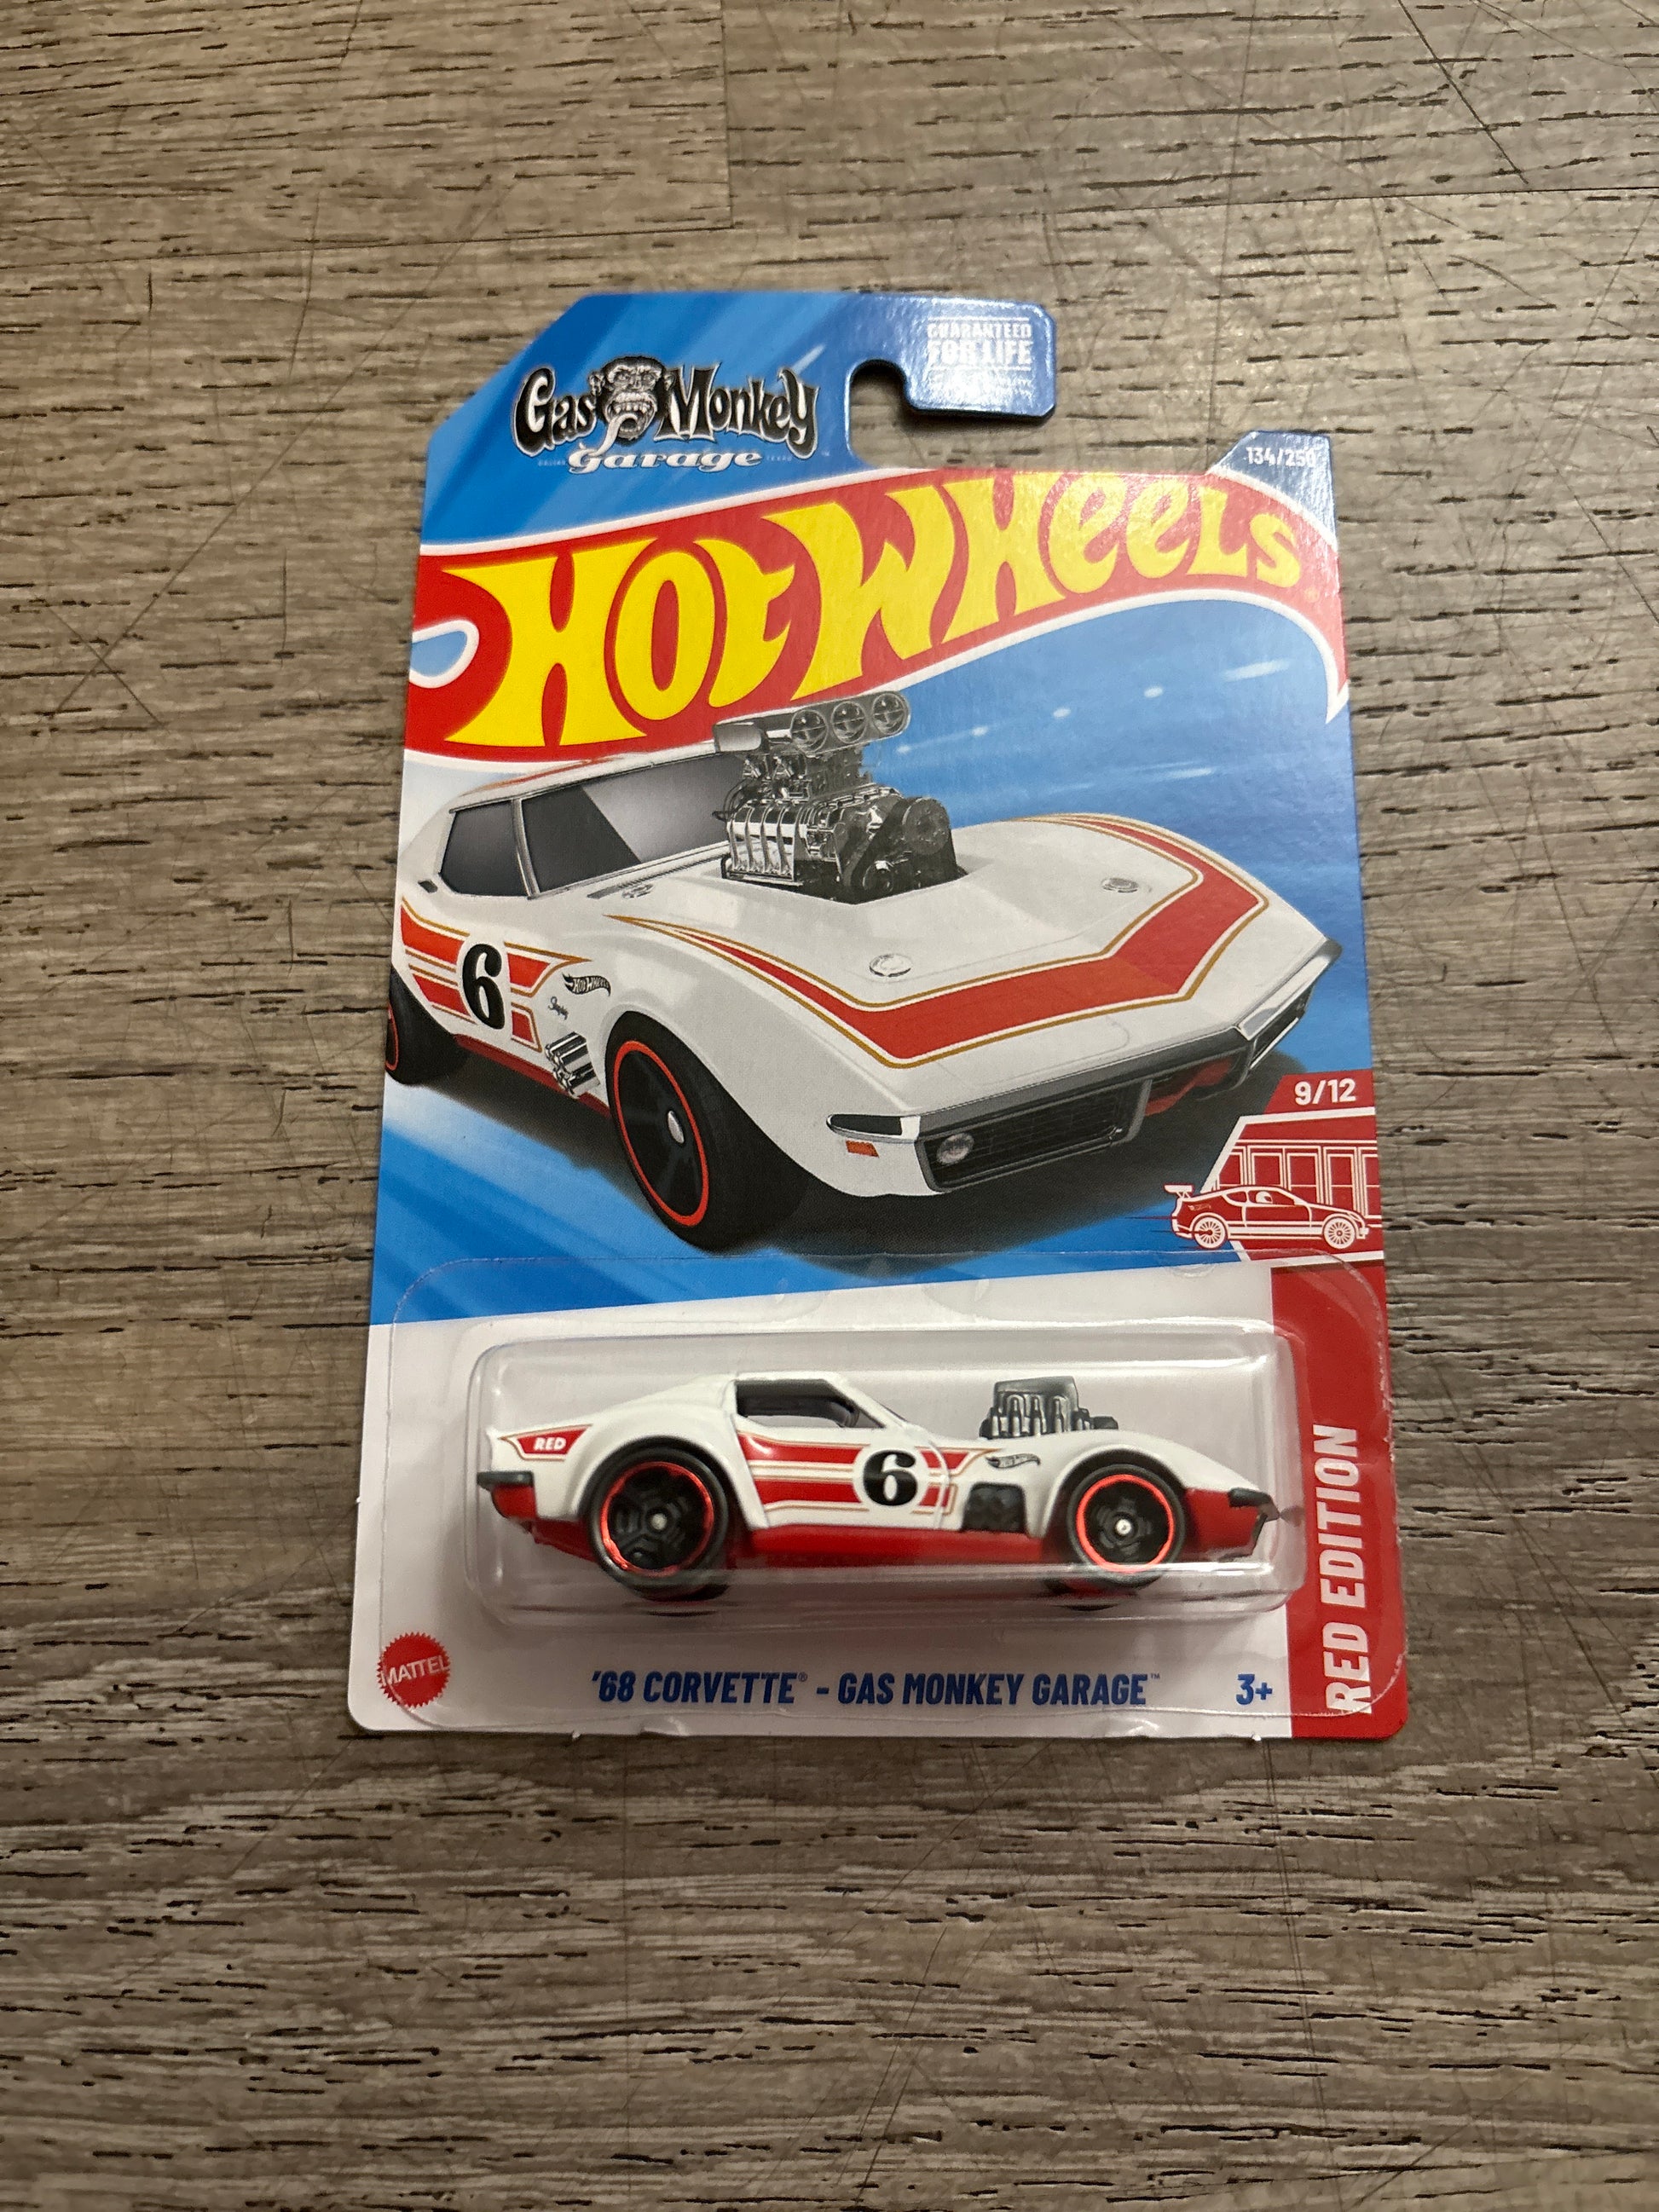 GUARANTEED
FOR LIFE
Gas Monkey
Garage
134/250
HOT WHEELS®
6
HOT WHEELS
9/12
RED
6
HOT WHEELS
RED EDITION
MATTEL
'68 CORVETTE® - GAS MONKEY GARAGE™
3+